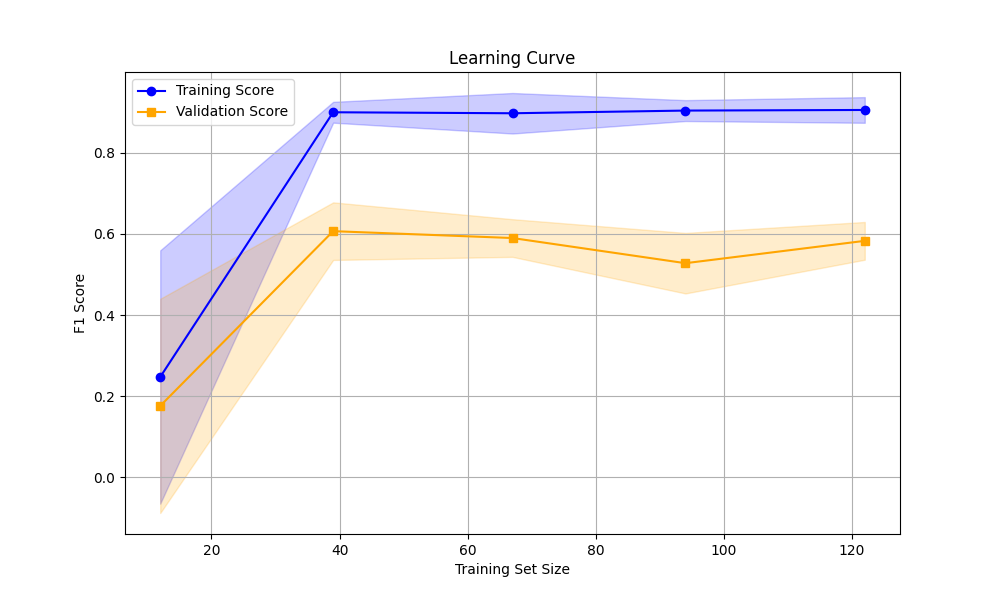 Learning Curve
Training Score
Validation Score
F1 Score
0.8
0.6
0.4
0.2
0.0
20 40 60 80 100 120
Training Set Size